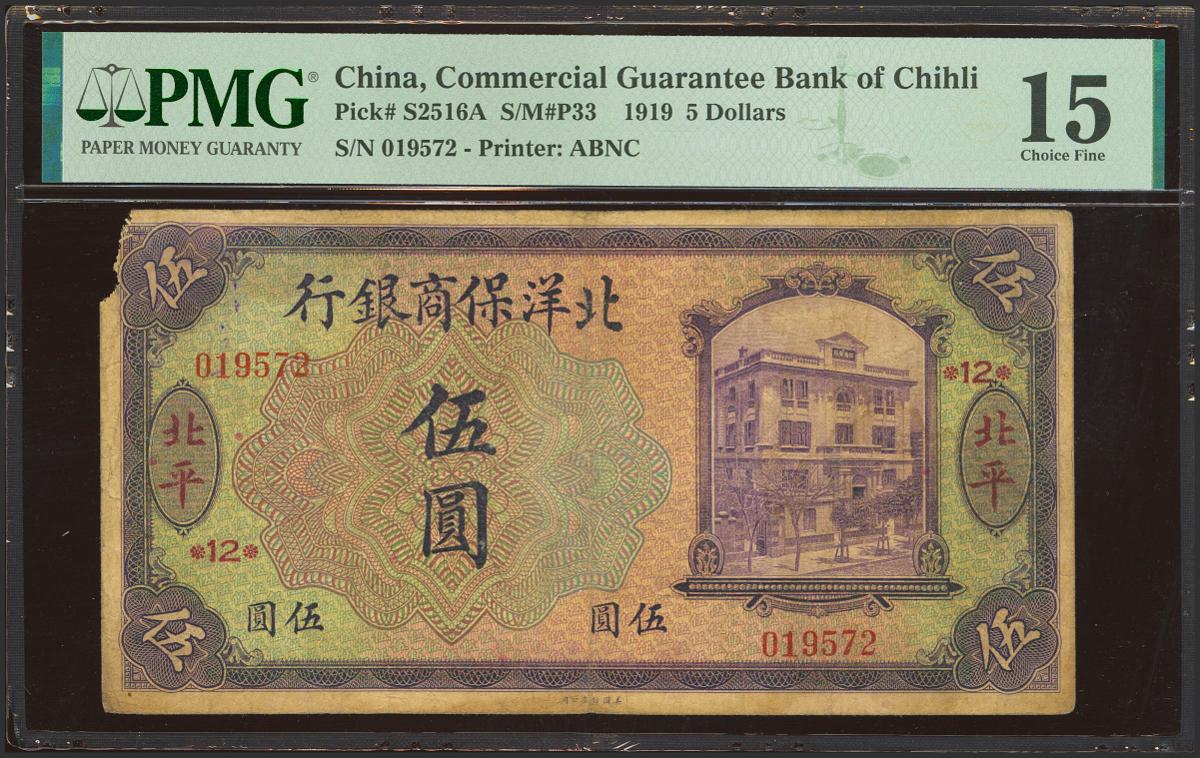 PMG®
PAPER MONEY GUARANTY
China, Commercial Guarantee Bank of Chihli
Pick# S2516A S/M#P33 1919 5 Dollars
S/N 019572 - Printer: ABNC
15
Choice Fine
伍
伍
行銀商保洋北
019572
*12*
北平
伍圓
北平
*12*
圓伍
圓伍
019572
伍
伍